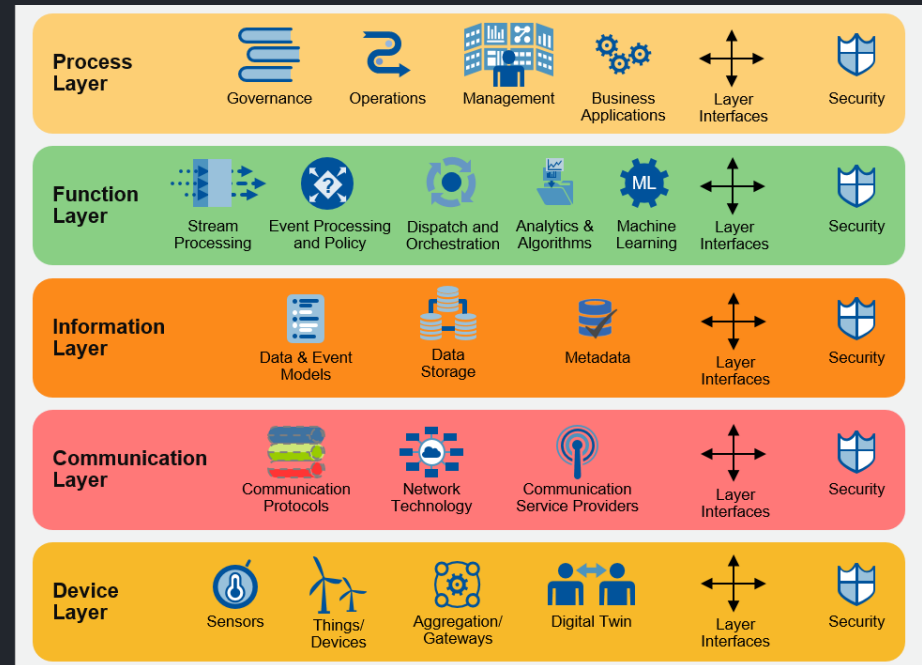 Process
Layer
Governance
Operations
Management
Business
Applications
Layer
Interfaces
Security
Function
Layer
Stream
Processing
?
Event Processing
and Policy
Dispatch and
Orchestration
Analytics &
Algorithms
ML
Machine
Learning
Layer
Interfaces
Security
Information
Layer
Data & Event
Models
Data
Storage
Metadata
Layer
Interfaces
Security
Communication
Layer
Communication
Protocols
Network
Technology
Communication
Service Providers
Layer
Interfaces
Security
Device
Layer
Sensors
Things/
Devices
Aggregation/
Gateways
Digital Twin
Layer
Interfaces
Security